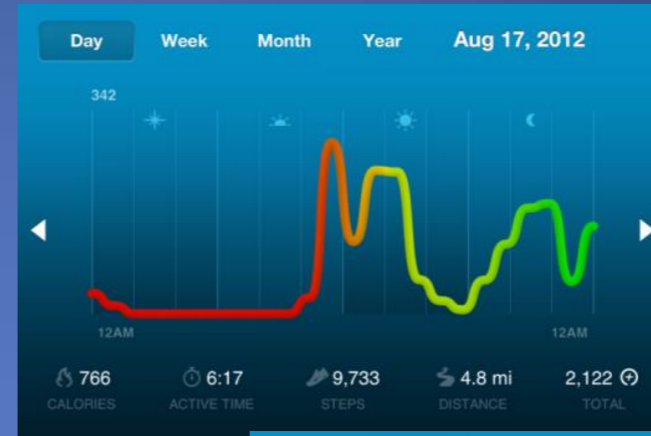 Day Week Month Year Aug 17, 2012
342
12AM 12AM
766 6:17 9,733 4.8 mi 2,122
CALORIES ACTIVE TIME STEPS DISTANCE TOTAL